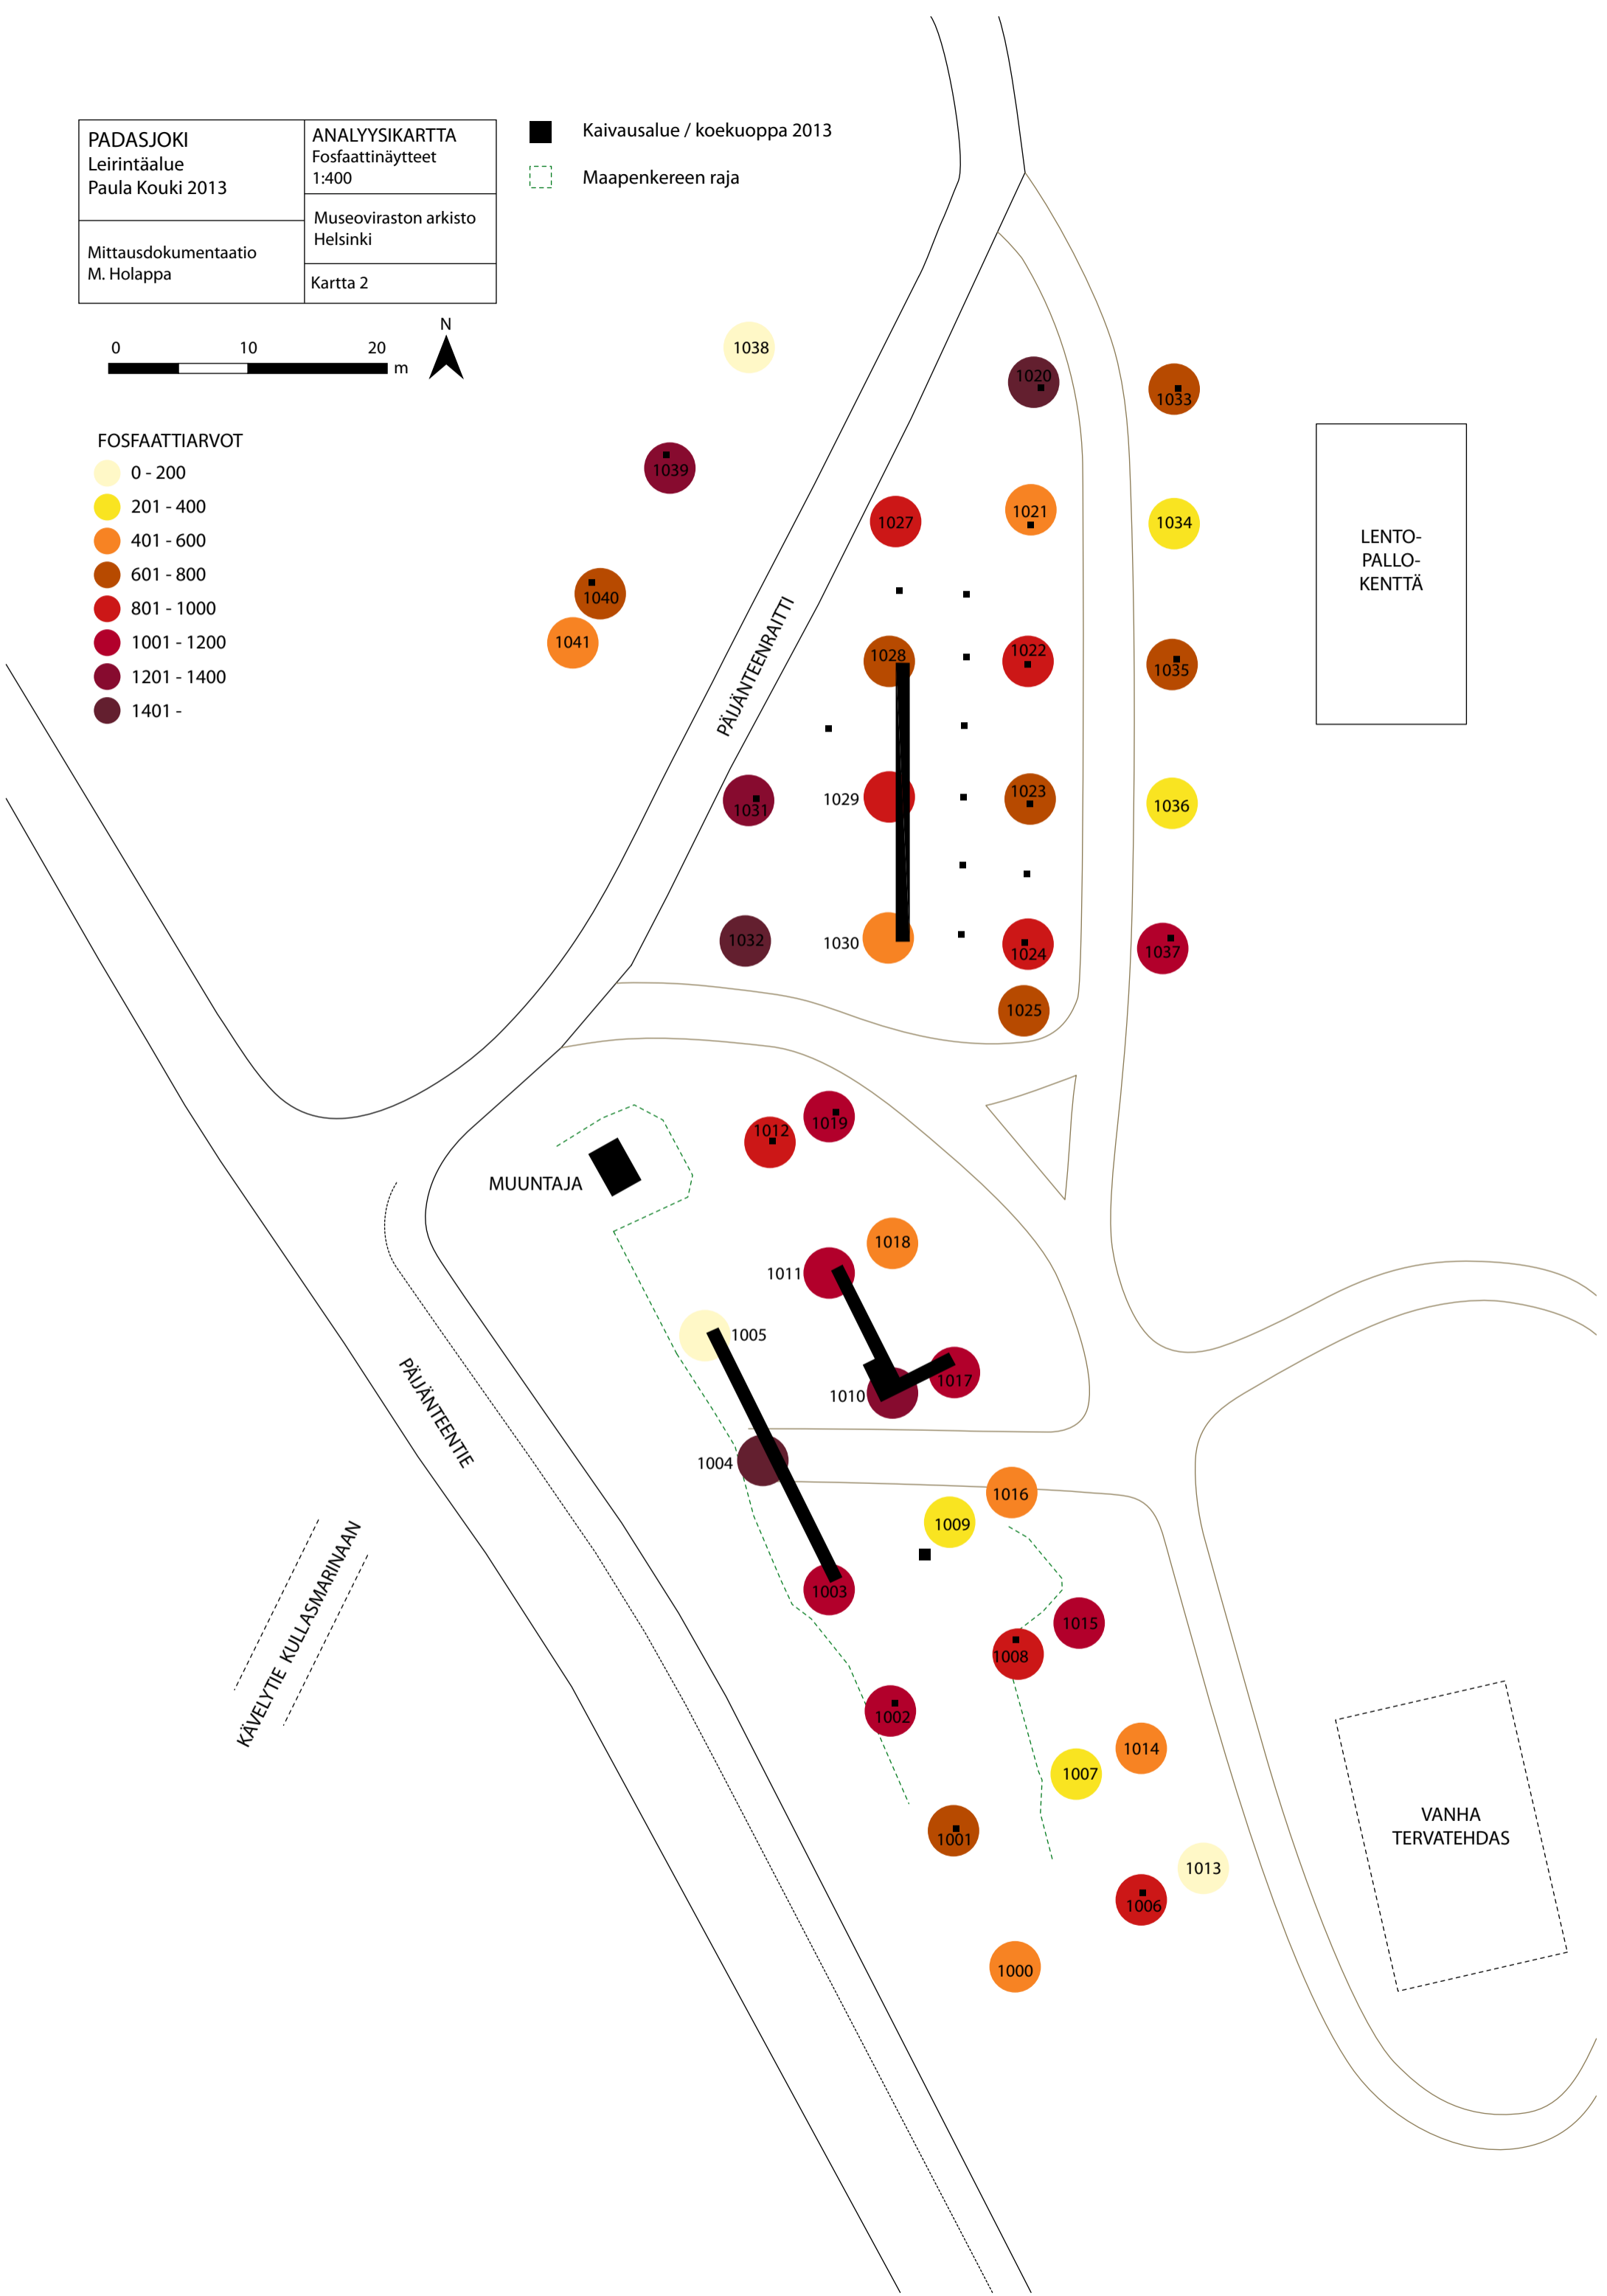 PADASJOKI
Leirintäalue
Paula Kouki 2013
Mittausdokumentaatio
M. Holappa
ANALYYSIKARTTA
Fosfaattinäytteet
1:400
Museoviraston arkisto
Helsinki
Kartta 2
Kaivausalue / koekuoppa 2013
Maapenkereen raja
0 10 20 m
N
FOSFAATTIARVOT
0 - 200
201 - 400
401 - 600
601 - 800
801 - 1000
1001 - 1200
1201 - 1400
1401 -
1038
1020
1033
1039
1027
1021
1034
LENTO-
PALLO-
KENTTÄ
1040
1041
PÄIJÄNTEENRAITTI
1028
1022
1035
1031
1029
1023
1036
1032
1030
1024
1037
1025
1012
1019
MUUNTAJA
1018
1011
1005
1010
1017
PÄIJÄNTEENTIE
1004
1016
1009
1003
1015
1008
KÄVELYTIE KULLASMARINAAN
1002
1014
1007
1001
VANHA
TERVATEHDAS
1013
1006
1000